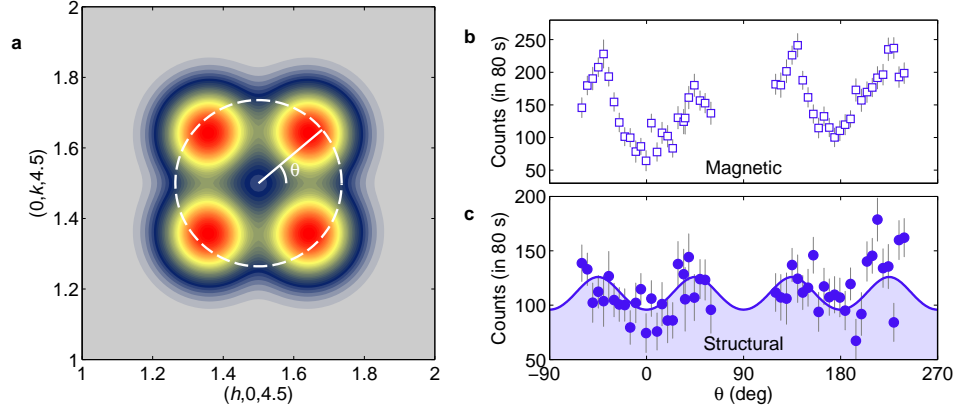 a
2
1.8
1.6
1.4
1.2
1
1
1.2
1.4
1.6
1.8
2
(0,k,4.5)
(h,0,4.5)
θ
b
250
200
150
100
50
Counts (in 80 s)
Magnetic
c
200
150
100
50
Counts (in 80 s)
Structural
−90
0
90
180
270
θ (deg)